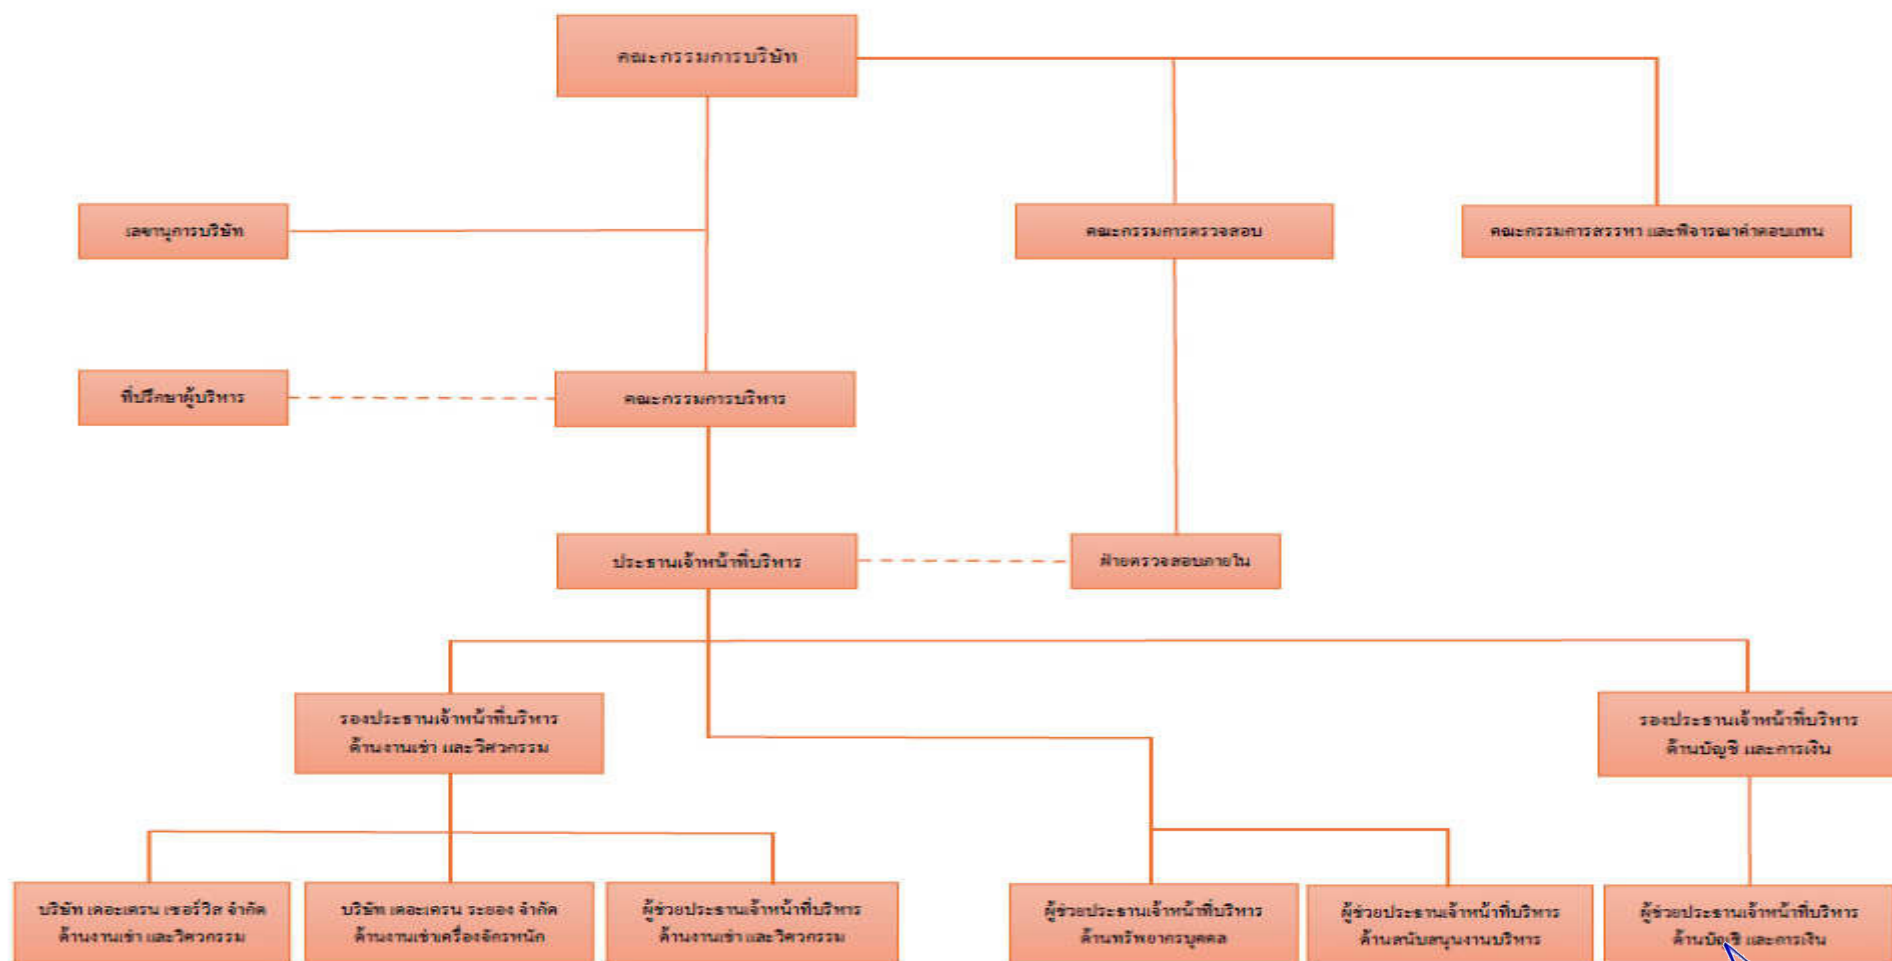 คณะกรรมการบริษัท
เลขานุการบริษัท
คณะกรรมการตรวจสอบ
คณะกรรมการสรรหา และพิจารณาค่าตอบแทน
ที่ปรึกษาผู้บริหาร
คณะกรรมการบริหาร
ประธานเจ้าหน้าที่บริหาร
ฝ่ายตรวจสอบภายใน
รองประธานเจ้าหน้าที่บริหาร
ด้านงานเช่า และวิศวกรรม
รองประธานเจ้าหน้าที่บริหาร
ด้านบัญชี และการเงิน
บริษัท เดอะเครน เซอร์วิส จำกัด
ด้านงานเช่า และวิศวกรรม
บริษัท เดอะเครน ระยอง จำกัด
ด้านงานเช่าเครื่องจักรหนัก
ผู้ช่วยประธานเจ้าหน้าที่บริหาร
ด้านงานเช่า และวิศวกรรม
ผู้ช่วยประธานเจ้าหน้าที่บริหาร
ด้านทรัพยากรบุคคล
ผู้ช่วยประธานเจ้าหน้าที่บริหาร
ด้านสนับสนุนงานบริหาร
ผู้ช่วยประธานเจ้าหน้าที่บริหาร
ด้านบัญชี และการเงิน